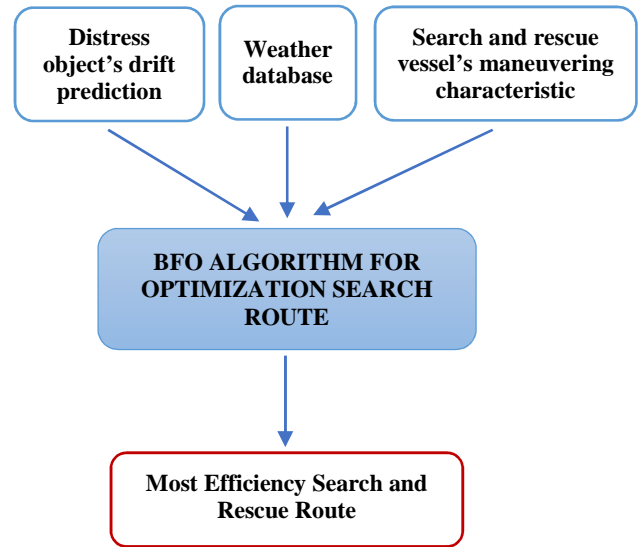 Distress
object's drift
prediction
Weather
database
Search and rescue
vessel's maneuvering
characteristic
BFO ALGORITHM FOR
OPTIMIZATION SEARCH
ROUTE
Most Efficiency Search and
Rescue Route